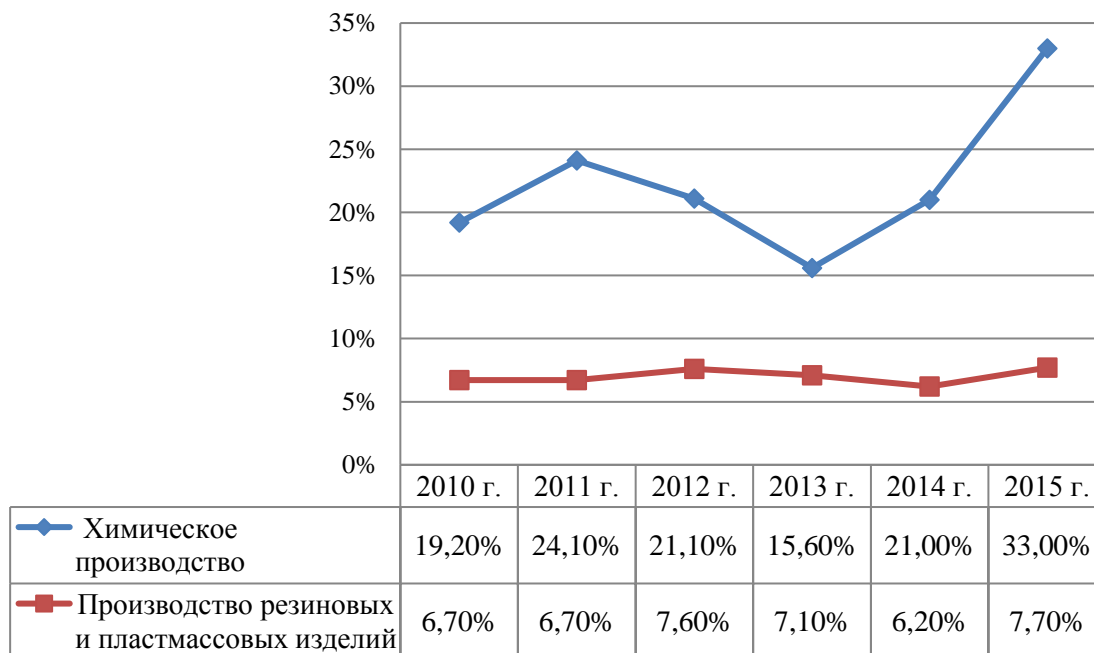 35%
30%
25%
20%
15%
10%
5%
0%
2010 г. 2011 г. 2012 г. 2013 г. 2014 г. 2015 г.
Химическое
производство
19,20% 24,10% 21,10% 15,60% 21,00% 33,00%
Производство резиновых
и пластмассовых изделий
6,70% 6,70% 7,60% 7,10% 6,20% 7,70%